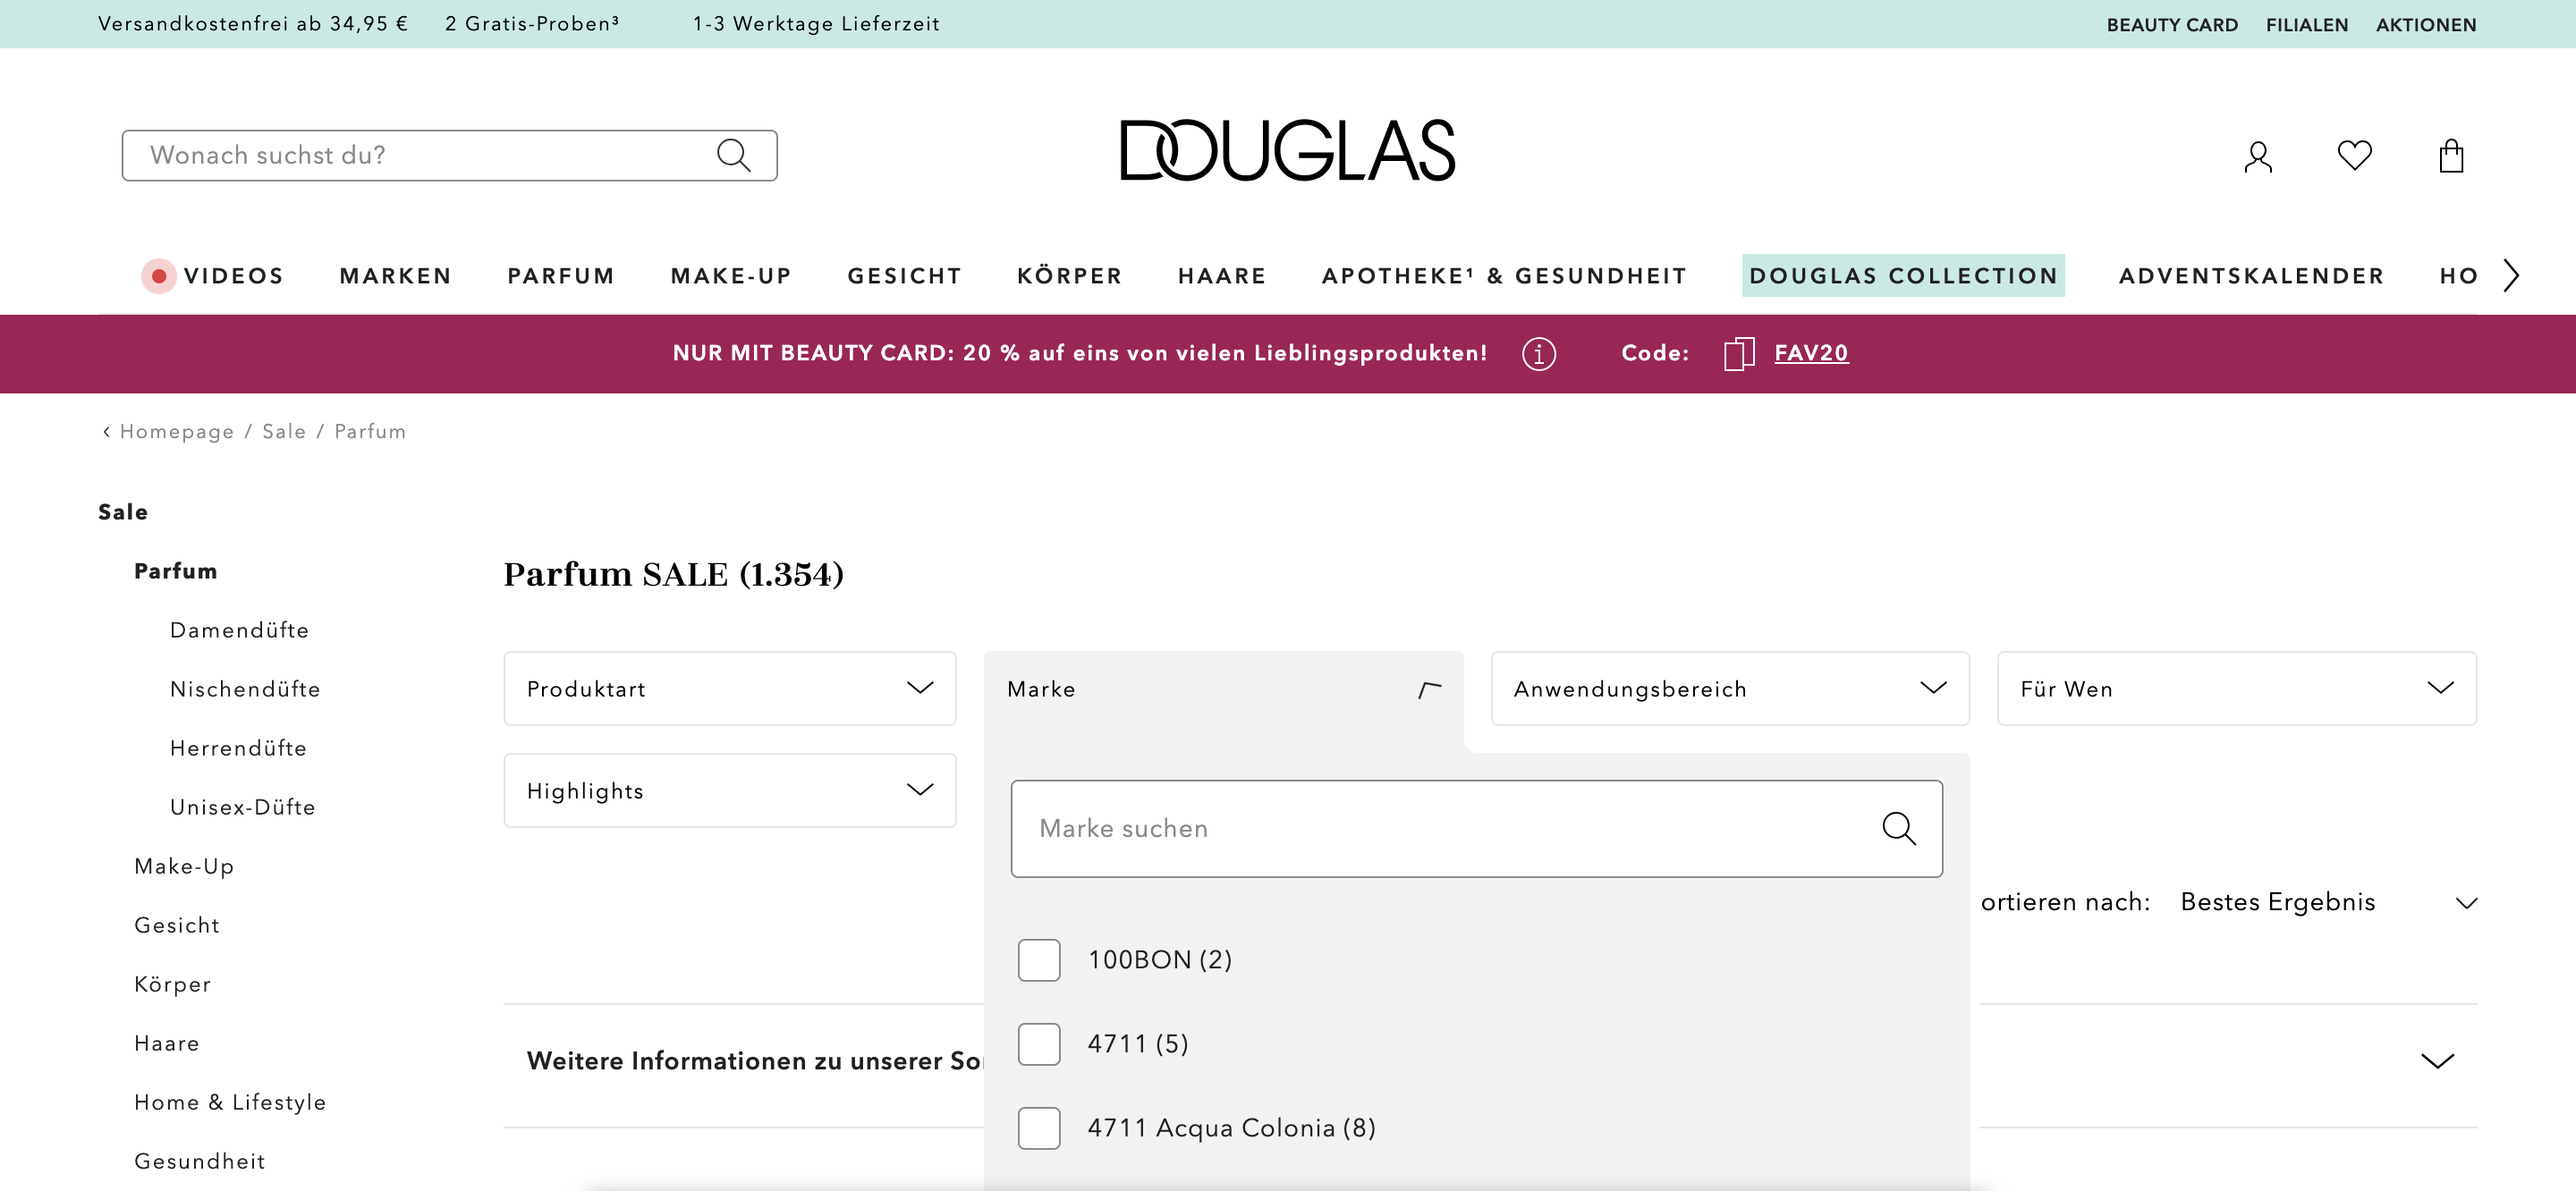 Versandkostenfrei ab 34,95 € 2 Gratis-Proben³ 1-3 Werktage Lieferzeit BEAUTY CARD FILIALEN AKTIONEN
Wonach suchst du? DOUGLAS
VIDEOS MARKEN PARFUM MAKE-UP GESICHT KÖRPER HAARE APOTHEKE¹ & GESUNDHEIT DOUGLAS COLLECTION ADVENTSKALENDER HO
NUR MIT BEAUTY CARD: 20 % auf eins von vielen Lieblingsprodukten! Code: FAV20
Homepage / Sale / Parfum
Sale
Parfum
Damendüfte
Nischendüfte
Herrendüfte
Unisex-Düfte
Make-Up
Gesicht
Körper
Haare
Home & Lifestyle
Gesundheit
Parfum SALE (1.354)
Produktart Marke Anwendungsbereich Für Wen
Highlights
Marke suchen
100BON (2)
4711 (5)
4711 Acqua Colonia (8)
ortieren nach: Bestes Ergebnis
Weitere Informationen zu unserer So